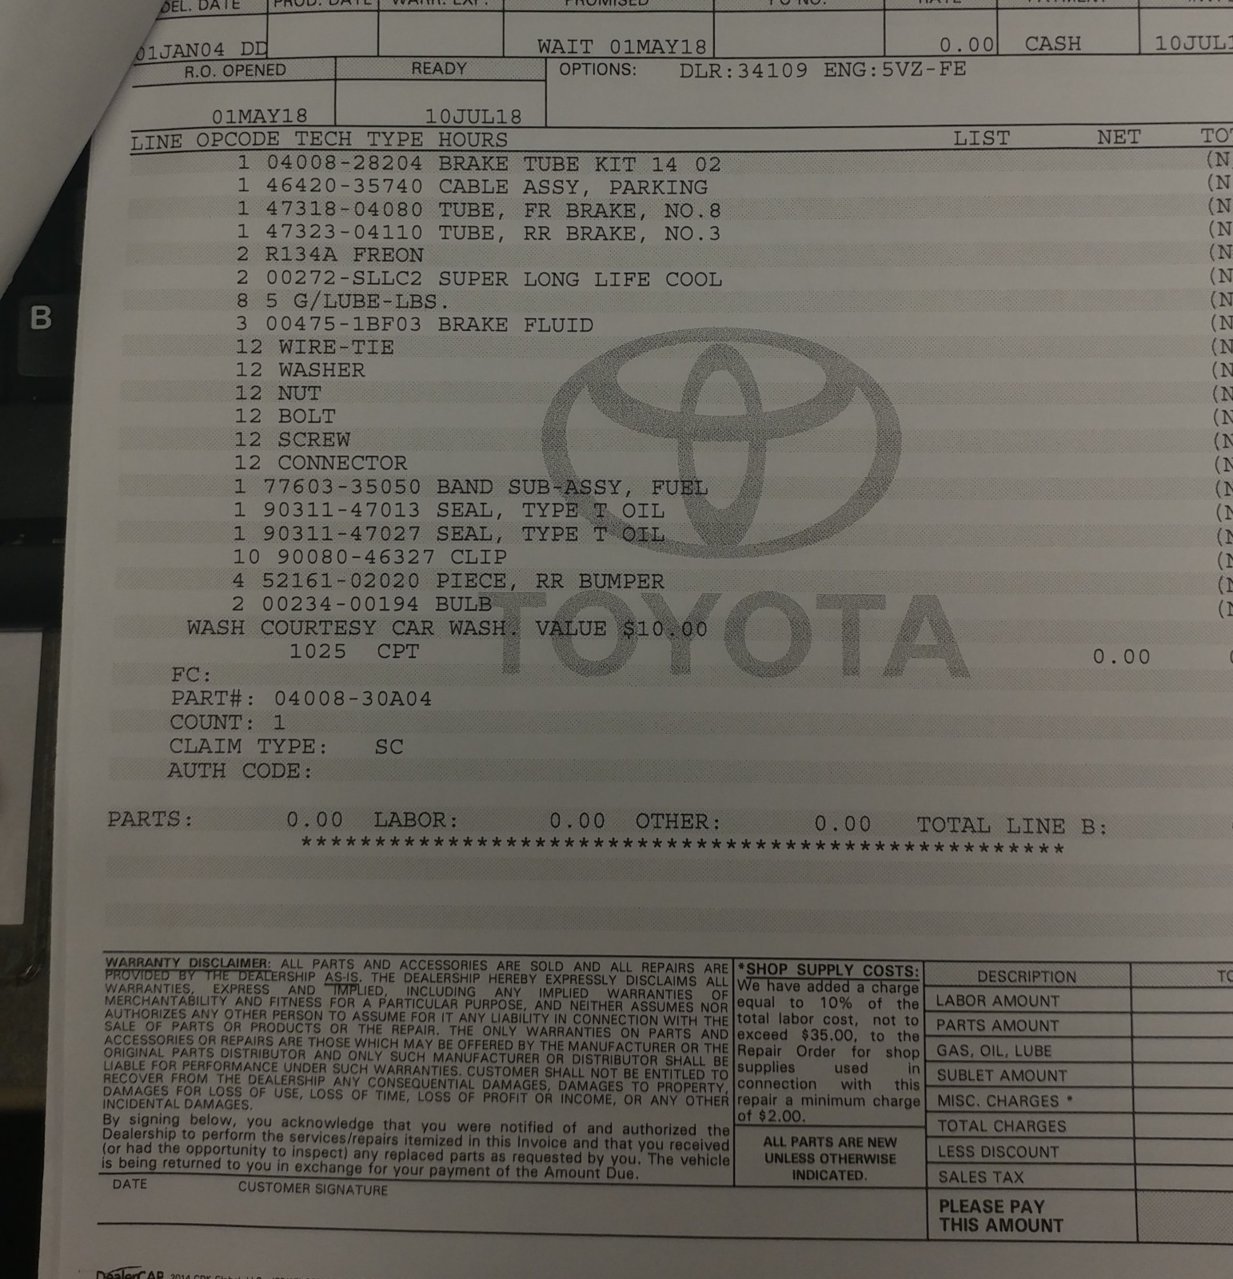 DEL. DATE PROD. DATE WARR. EXP. PROMISED PO NO. RATE PAYMENT
01JAN04 DD WAIT 01MAY18 0.00 CASH 10JUL1
R.O. OPENED READY OPTIONS: DLR:34109 ENG:5VZ-FE
01MAY18 10JUL18
LINE OPCODE TECH TYPE HOURS LIST NET TOT
1 04008-28204 BRAKE TUBE KIT 14 02 (N
1 46420-35740 CABLE ASSY, PARKING (N
1 47318-04080 TUBE, FR BRAKE, NO.8 (N
1 47323-04110 TUBE, RR BRAKE, NO.3 (N
2 R134A FREON (N
2 00272-SLLC2 SUPER LONG LIFE COOL (N
8 5 G/LUBE-LBS. (N
3 00475-1BF03 BRAKE FLUID (N
12 WIRE-TIE (N
12 WASHER (N
12 NUT (N
12 BOLT (N
12 SCREW (N
12 CONNECTOR (N
1 77603-35050 BAND SUB-ASSY, FUEL (N
1 90311-47013 SEAL, TYPE T OIL (N
1 90311-47027 SEAL, TYPE T OIL (N
10 90080-46327 CLIP (N
4 52161-02020 PIECE, RR BUMPER (N
2 00234-00194 BULB (N
TOYOTA
WASH COURTESY CAR WASH. VALUE $10.00
1025 CPT 0.00
FC:
PART#: 04008-30A04
COUNT: 1
CLAIM TYPE: SC
AUTH CODE:
PARTS: 0.00 LABOR: 0.00 OTHER: 0.00 TOTAL LINE B:
****************************************************
B
WARRANTY DISCLAIMER: ALL PARTS AND ACCESSORIES ARE SOLD AND ALL REPAIRS ARE
PROVIDED BY THE DEALERSHIP AS-IS. THE DEALERSHIP HEREBY EXPRESSLY DISCLAIMS ALL
WARRANTIES, EXPRESS AND IMPLIED, INCLUDING ANY IMPLIED WARRANTIES OF
MERCHANTABILITY AND FITNESS FOR A PARTICULAR PURPOSE, AND NEITHER ASSUMES NOR
AUTHORIZES ANY OTHER PERSON TO ASSUME FOR IT ANY LIABILITY IN CONNECTION WITH THE
SALE OF PARTS OR PRODUCTS OR THE REPAIR. THE ONLY WARRANTIES ON PARTS AND
ACCESSORIES OR REPAIRS ARE THOSE WHICH MAY BE OFFERED BY THE MANUFACTURER OR THE
ORIGINAL PARTS DISTRIBUTOR AND ONLY SUCH MANUFACTURER OR DISTRIBUTOR SHALL BE
LIABLE FOR PERFORMANCE UNDER SUCH WARRANTIES. CUSTOMER SHALL NOT BE ENTITLED TO
RECOVER FROM THE DEALERSHIP ANY CONSEQUENTIAL DAMAGES, DAMAGES TO PROPERTY,
DAMAGES FOR LOSS OF USE, LOSS OF TIME, LOSS OF PROFIT OR INCOME, OR ANY OTHER
INCIDENTAL DAMAGES.
By signing below, you acknowledge that you were notified of and authorized the
Dealership to perform the services/repairs itemized in this Invoice and that you received
(or had the opportunity to inspect) any replaced parts as requested by you. The vehicle
is being returned to you in exchange for your payment of the Amount Due.
DATE CUSTOMER SIGNATURE
*SHOP SUPPLY COSTS:
We have added a charge
equal to 10% of the
total labor cost, not to
exceed $35.00, to the
Repair Order for shop
supplies used in
connection with this
repair a minimum charge
of $2.00.
ALL PARTS ARE NEW
UNLESS OTHERWISE
INDICATED.
DESCRIPTION TO
LABOR AMOUNT
PARTS AMOUNT
GAS, OIL, LUBE
SUBLET AMOUNT
MISC. CHARGES *
TOTAL CHARGES
LESS DISCOUNT
SALES TAX
PLEASE PAY
THIS AMOUNT